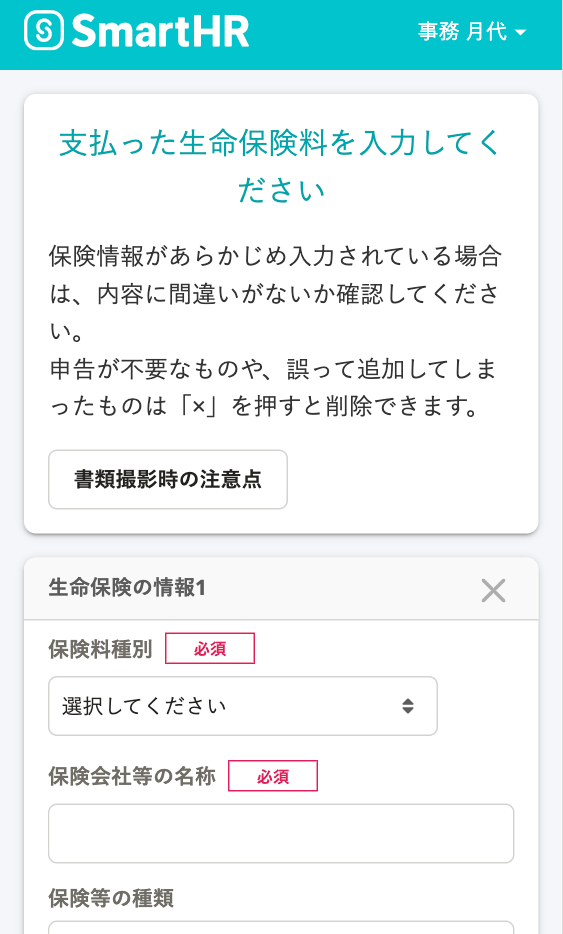 SmartHR
事務 月代
支払った生命保険料を入力してく
ださい
保険情報があらかじめ入力されている場合
は、内容に間違いがないか確認してくださ
い。
申告が不要なものや、誤って追加してしま
ったものは「×」を押すと削除できます。
書類撮影時の注意点
生命保険の情報1
保険料種別 必須
選択してください
保険会社等の名称 必須
保険等の種類